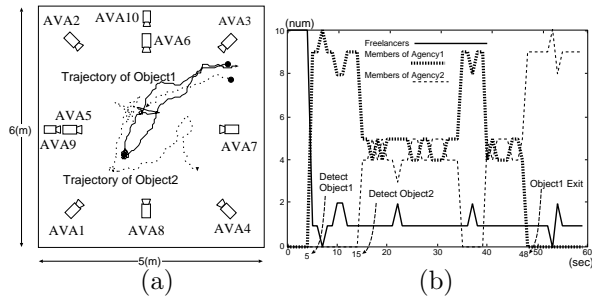 AVA10
AVA2
AVA6
AVA3
Trajectory of Object1
AVA5
6(m)
AVA9
AVA7
Trajectory of Object2
AVA1
AVA8
AVA4
5(m)
(a)
(num)
10
8
6
4
2
0
Freelancers
Members of Agency1
Members of Agency2
Detect
Object1
Detect Object2
Object1 Exit
0 5 10 15 20 30 40 48 50 60
(sec)
(b)